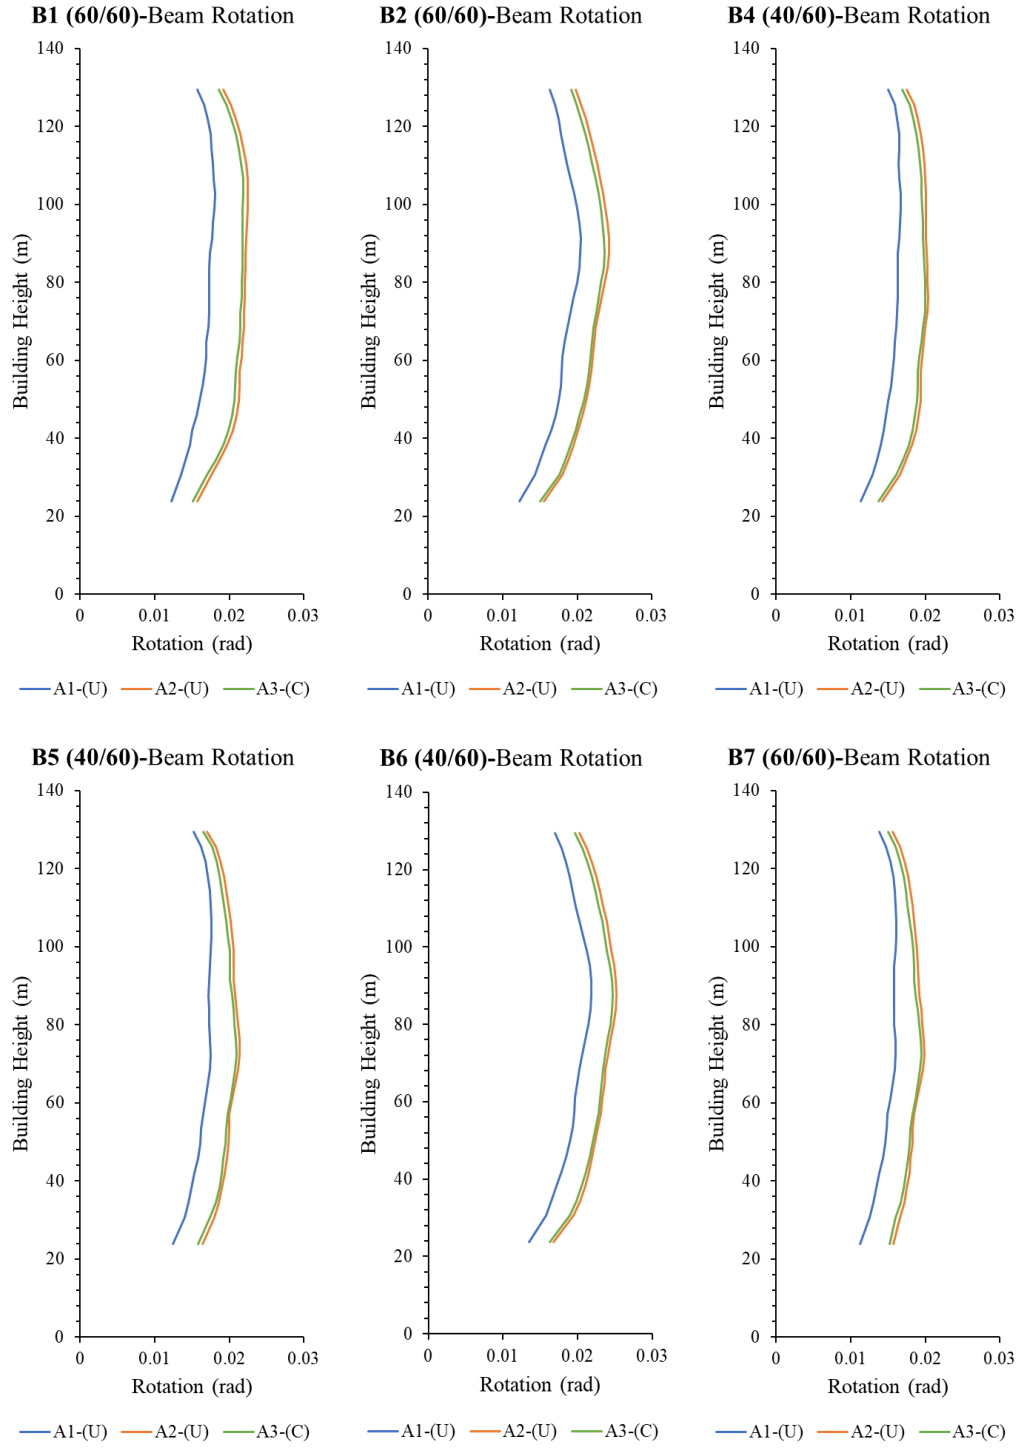 B1 (60/60)-Beam Rotation
140
120
100
80
60
40
20
0
Building Height (m)
0 0.01 0.02 0.03
Rotation (rad)
A1-(U) A2-(U) A3-(C)
B2 (60/60)-Beam Rotation
140
120
100
80
60
40
20
0
Building Height (m)
0 0.01 0.02 0.03
Rotation (rad)
A1-(U) A2-(U) A3-(C)
B4 (40/60)-Beam Rotation
140
120
100
80
60
40
20
0
Building Height (m)
0 0.01 0.02 0.03
Rotation (rad)
A1-(U) A2-(U) A3-(C)
B5 (40/60)-Beam Rotation
140
120
100
80
60
40
20
0
Building Height (m)
0 0.01 0.02 0.03
Rotation (rad)
A1-(U) A2-(U) A3-(C)
B6 (40/60)-Beam Rotation
140
120
100
80
60
40
20
0
Building Height (m)
0 0.01 0.02 0.03
Rotation (rad)
A1-(U) A2-(U) A3-(C)
B7 (60/60)-Beam Rotation
140
120
100
80
60
40
20
0
Building Height (m)
0 0.01 0.02 0.03
Rotation (rad)
A1-(U) A2-(U) A3-(C)